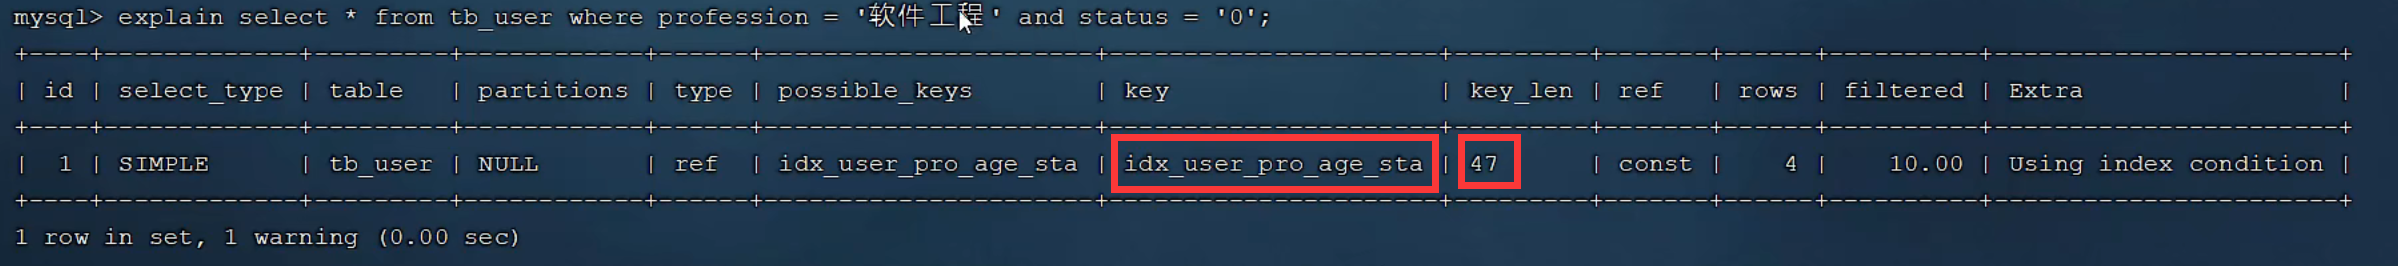 mysql> explain select * from tb_user where profession = '软件工程' and status = '0';
+----+-------------+---------+------------+------+----------------------+----------------------+---------+-------+------+----------+-----------------------+
| id | select_type | table   | partitions | type | possible_keys        | key                  | key_len | ref   | rows | filtered | Extra                 |
+----+-------------+---------+------------+------+----------------------+----------------------+---------+-------+------+----------+-----------------------+
|  1 | SIMPLE      | tb_user | NULL       | ref  | idx_user_pro_age_sta | idx_user_pro_age_sta | 47      | const |    4 |    10.00 | Using index condition |
+----+-------------+---------+------------+------+----------------------+----------------------+---------+-------+------+----------+-----------------------+
1 row in set, 1 warning (0.00 sec)